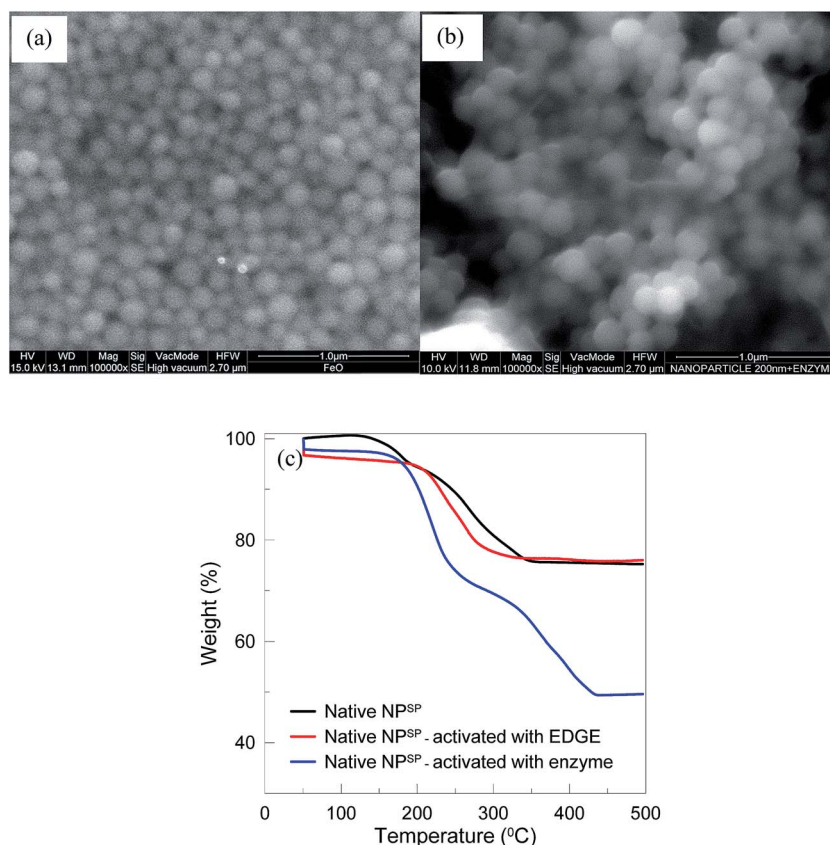 (a)
(b)
HV WD Mag Sig VacMode HFW 1.0µm
15.0 kV 13.1 mm 100000x SE High vacuum 2.70 µm FeO
HV WD Mag Sig VacMode HFW 1.0µm
10.0 kV 11.8 mm 100000x SE High vacuum 2.70 µm NANOPARTICLE 200nm+ENZYM
(c)
100
80
60
40
Weight (%)
Native NPSP
Native NPSP - activated with EDGE
Native NPSP - activated with enzyme
0 100 200 300 400 500
Temperature (⁰C)